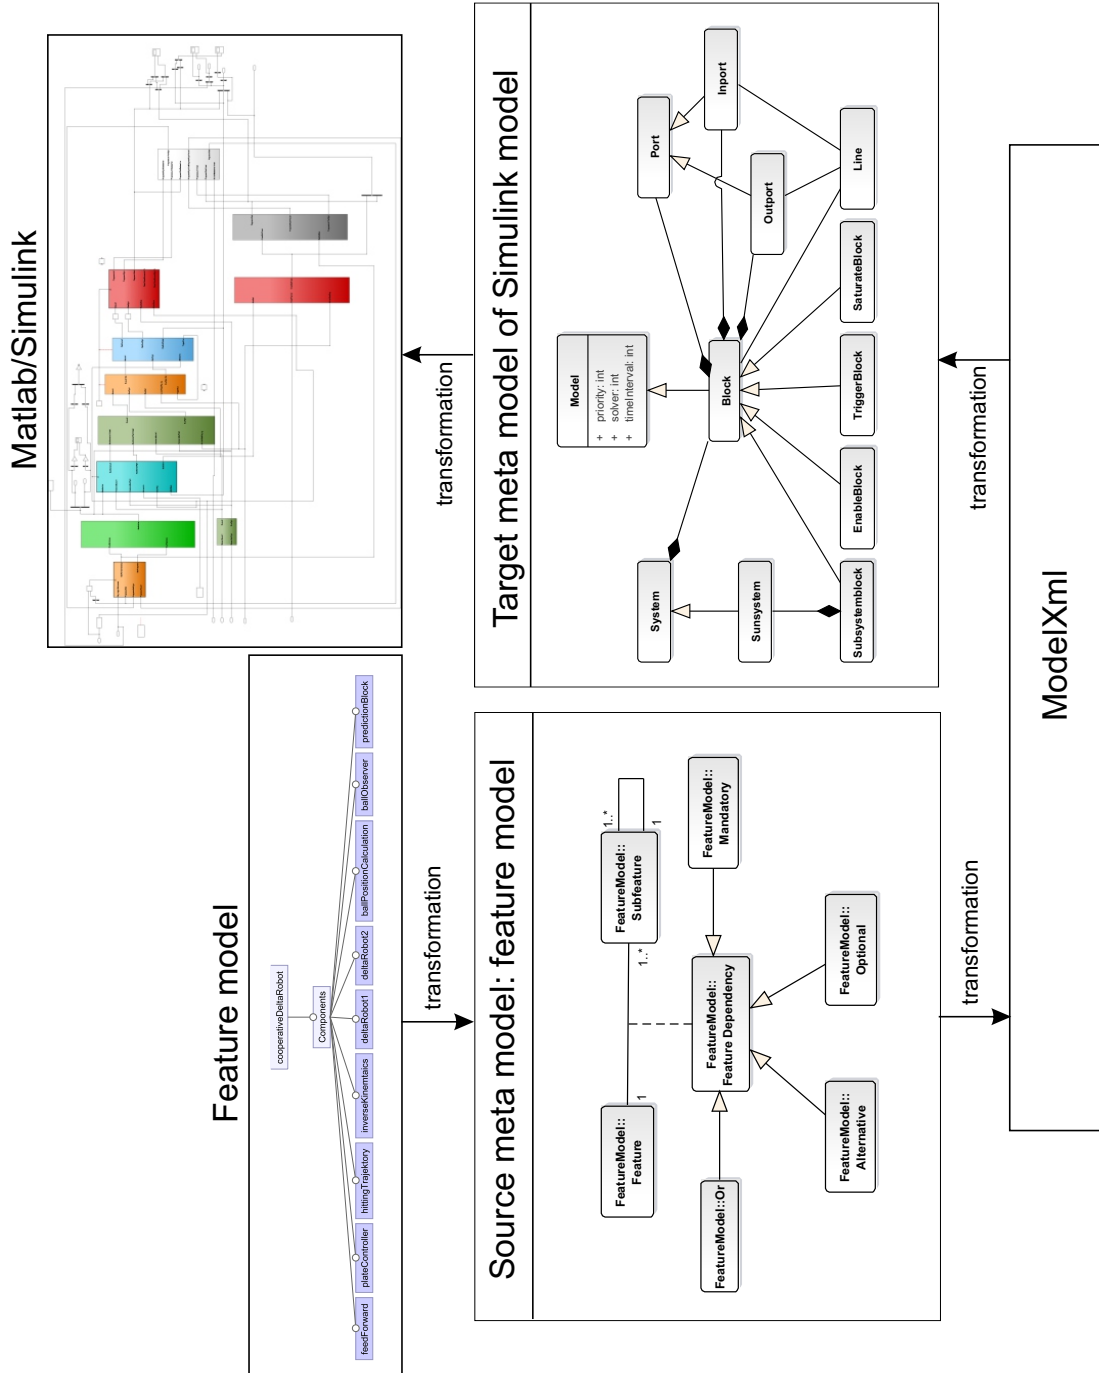 Feature model
cooperativeDeltaRobot
Components
feedForward
plateController
hittingTrajektory
inverseKinemtaics
deltaRobot1
deltaRobot2
ballPositionCalculation
ballObserver
predictionBlock
transformation
Source meta model: feature model
FeatureModel::
Feature
1
1..*
FeatureModel::
Subfeature
1..*
1
FeatureModel::Or
FeatureModel::
Feature Dependency
FeatureModel::
Mandatory
FeatureModel::
Alternative
FeatureModel::
Optional
transformation
ModelXml
transformation
Target meta model of Simulink model
Model
+ priority: int
+ solver: int
+ timeInterval: int
System
Sunsystem
Subsystemblock
EnableBlock
TriggerBlock
SaturateBlock
Block
Port
Outport
Inport
Line
transformation
Matlab/Simulink